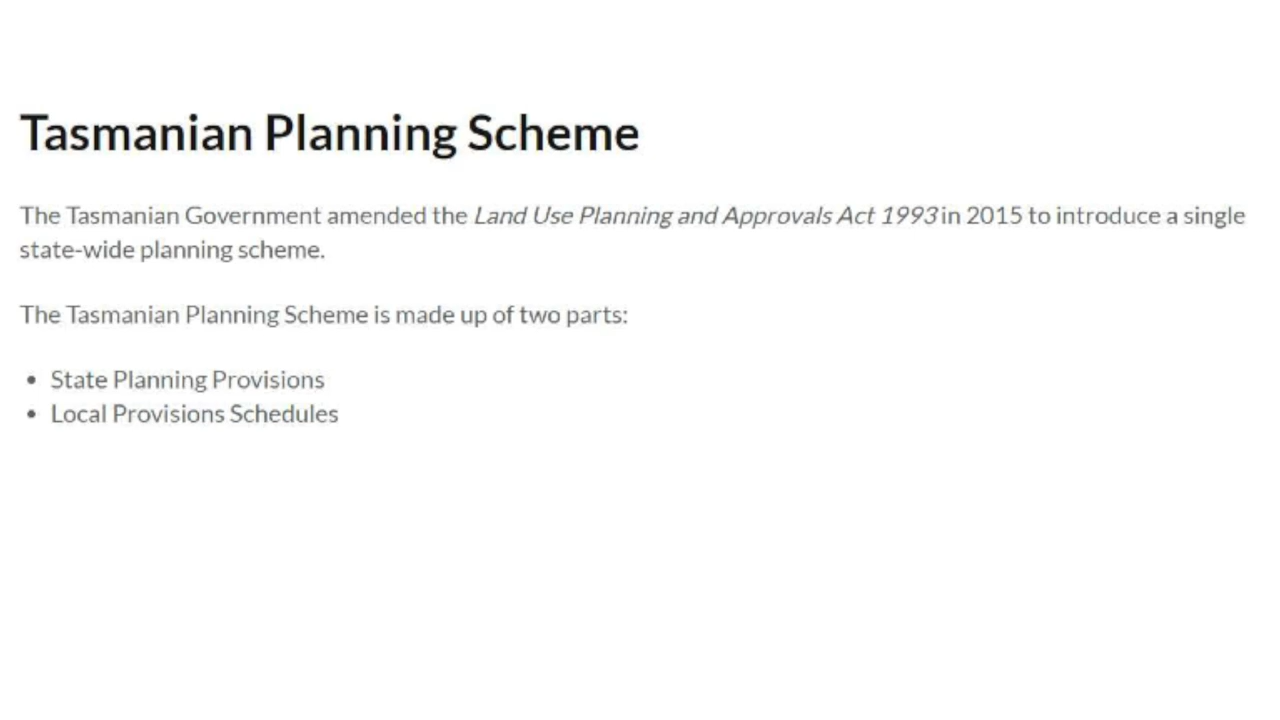 Tasmanian Planning Scheme
The Tasmanian Government amended the Land Use Planning and Approvals Act 1993 in 2015 to introduce a single
state-wide planning scheme.
The Tasmanian Planning Scheme is made up of two parts:
• State Planning Provisions
• Local Provisions Schedules